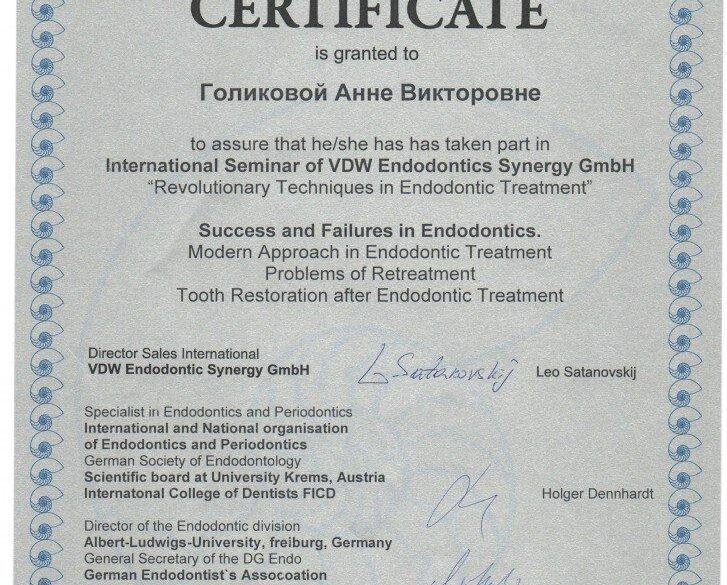 CERTIFICATE
is granted to
Голиковой Анне Викторовне
to assure that he/she has has taken part in
International Seminar of VDW Endodontics Synergy GmbH
“Revolutionary Techniques in Endodontic Treatment”
Success and Failures in Endodontics.
Modern Approach in Endodontic Treatment
Problems of Retreatment
Tooth Restoration after Endodontic Treatment
Director Sales International
VDW Endodontic Synergy GmbH
L Satanovskij
Leo Satanovskij
Specialist in Endodontics and Periodontics
International and National organisation
of Endodontics and Periodontics
German Society of Endodontology
Scientific board at University Krems, Austria
Internatonal College of Dentists FICD
Holger Dennhardt
Director of the Endodontic division
Albert-Ludwigs-University, freiburg, Germany
General Secretary of the DG Endo
German Endodontist`s Assocoation